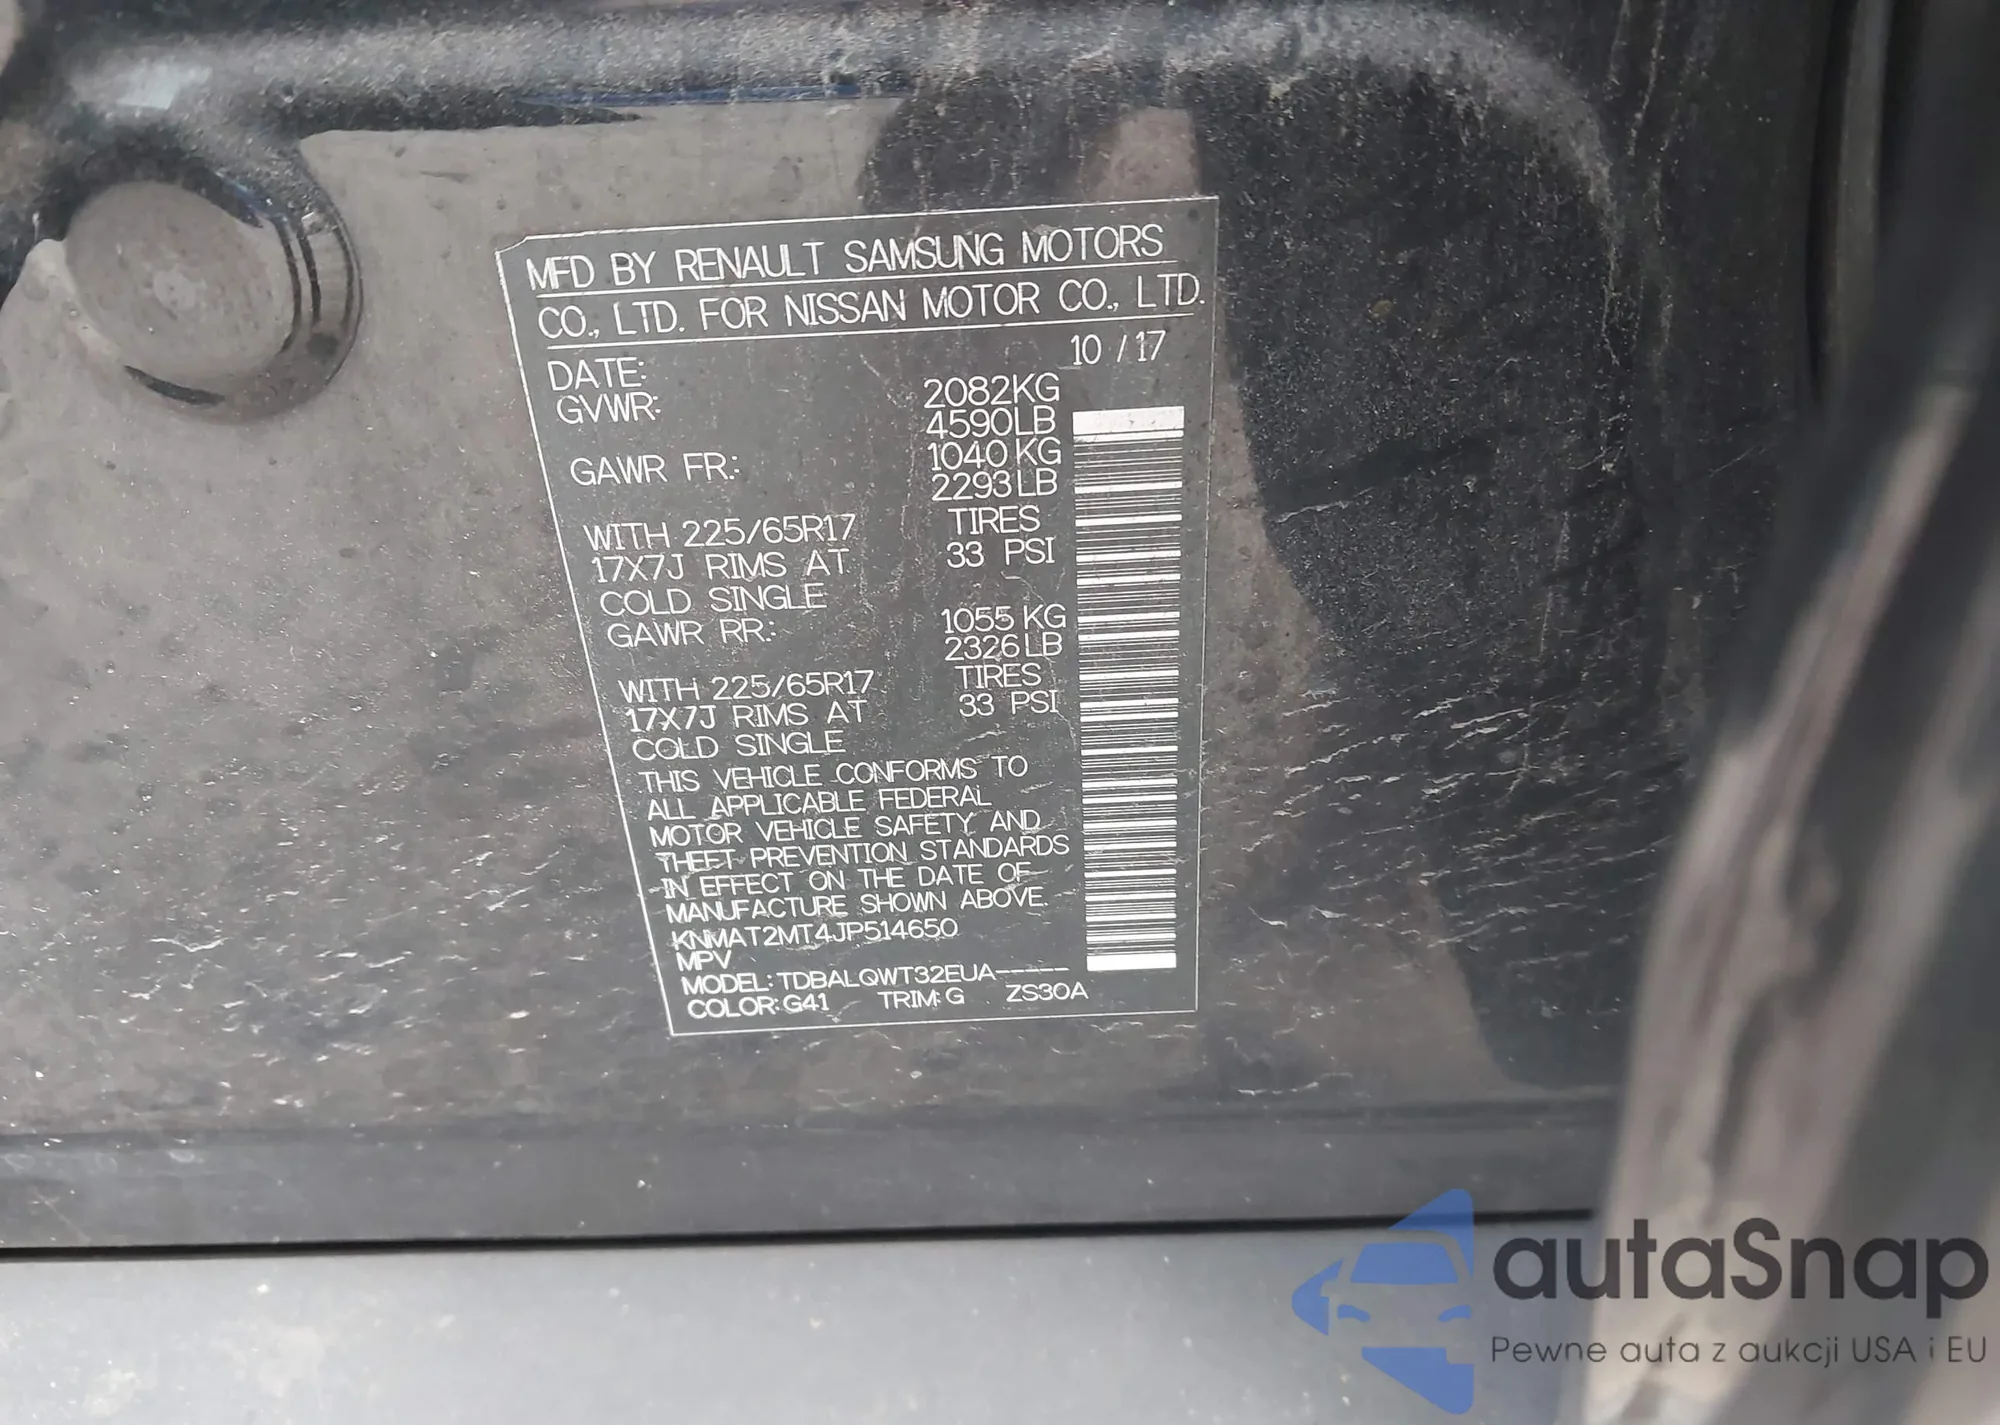 MFD BY RENAULT SAMSUNG MOTORS
CO., LTD. FOR NISSAN MOTOR CO., LTD.
DATE: 10 / 17
GVWR: 2082KG
4590LB
GAWR FR.: 1040 KG
2293LB
WITH 225/65R17 TIRES
17X7J RIMS AT 33 PSI
COLD SINGLE
GAWR RR.: 1055 KG
2326LB
WITH 225/65R17 TIRES
17X7J RIMS AT 33 PSI
COLD SINGLE
THIS VEHICLE CONFORMS TO
ALL APPLICABLE FEDERAL
MOTOR VEHICLE SAFETY AND
THEFT PREVENTION STANDARDS
IN EFFECT ON THE DATE OF
MANUFACTURE SHOWN ABOVE.
KNMAT2MT4JP514650
MPV
MODEL: TDBALQWT32EUA-----
COLOR: G41 TRIM: G ZS30A
autaSnap
Pewne auta z aukcji USA i EU